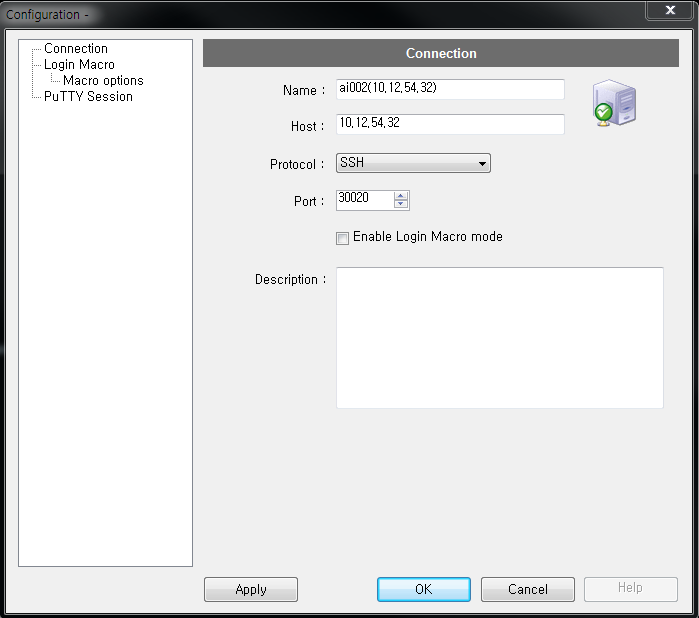 Configuration -
Connection
Login Macro
Macro options
PuTTY Session
Connection
Name : ai002(10,12,54,32)
Host : 10,12,54,32
Protocol : SSH
Port : 30020
Enable Login Macro mode
Description :
Apply OK Cancel Help